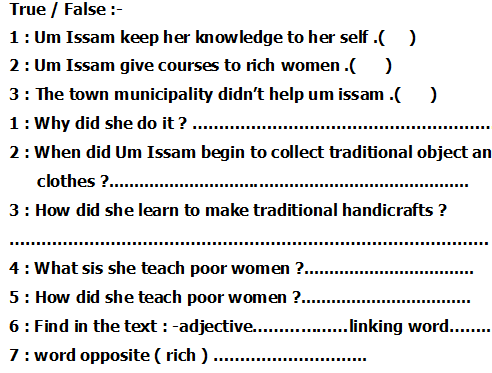 True / False :-
1 : Um Issam keep her knowledge to her self .(     )
2 : Um Issam give courses to rich women .(      )
3 : The town municipality didn’t help um issam .(      )
1 : Why did she do it ? ............................................................
2 : When did Um Issam begin to collect traditional object an
clothes ?........................................................................
3 : How did she learn to make traditional handicrafts ?
................................................................................................
4 : What sis she teach poor women ?..................................
5 : How did she teach poor women ?..................................
6 : Find in the text : -adjective...................linking word........
7 : word opposite ( rich ) ...............................